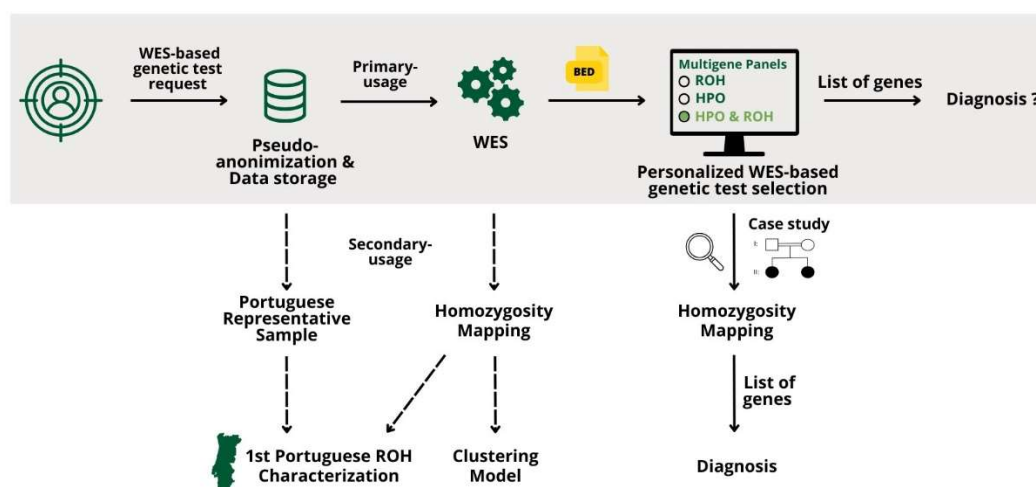 WES-based
genetic test
request
Primary-
usage
BED
Multigene Panels
ROH
HPO
HPO & ROH
List of genes
Diagnosis ?
Pseudo-
anonimization &
Data storage
WES
Personalized WES-based
genetic test selection
Secondary-
usage
Case study
I:
II:
Portuguese
Representative
Sample
Homozygosity
Mapping
Homozygosity
Mapping
List of
genes
1st Portuguese ROH
Characterization
Clustering
Model
Diagnosis